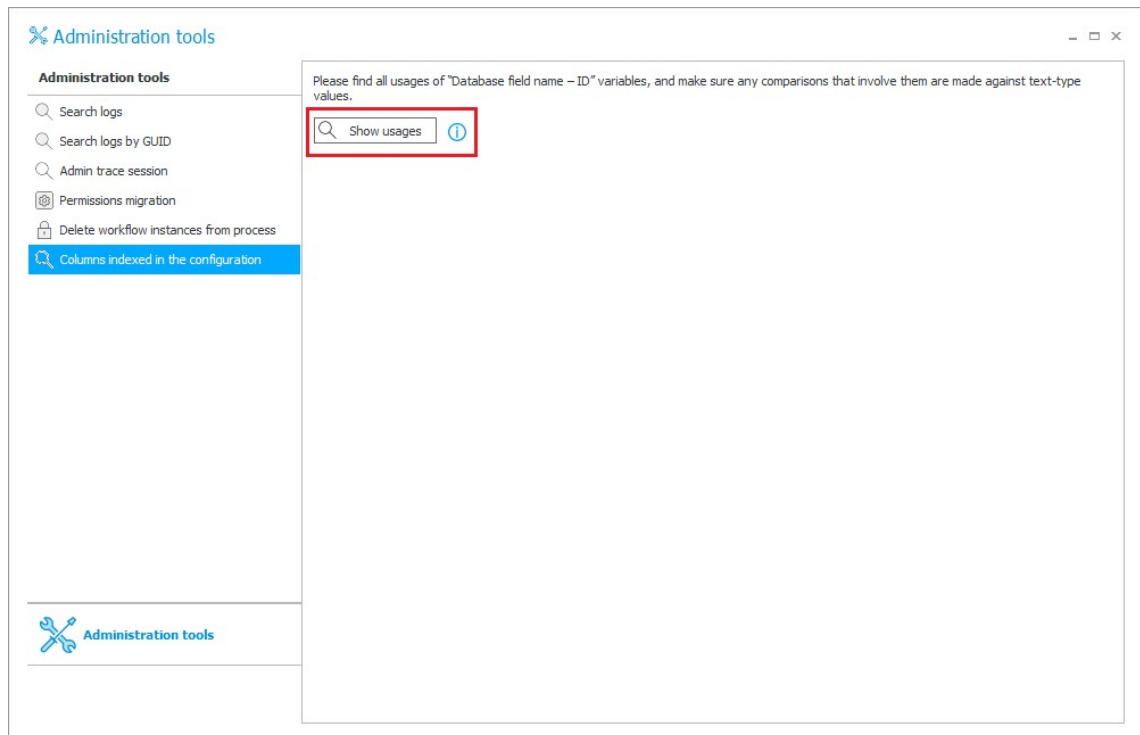 Administration tools
Administration tools
Search logs
Search logs by GUID
Admin trace session
Permissions migration
Delete workflow instances from process
Columns indexed in the configuration
Administration tools
Please find all usages of “Database field name – ID” variables, and make sure any comparisons that involve them are made against text-type
values.
Show usages